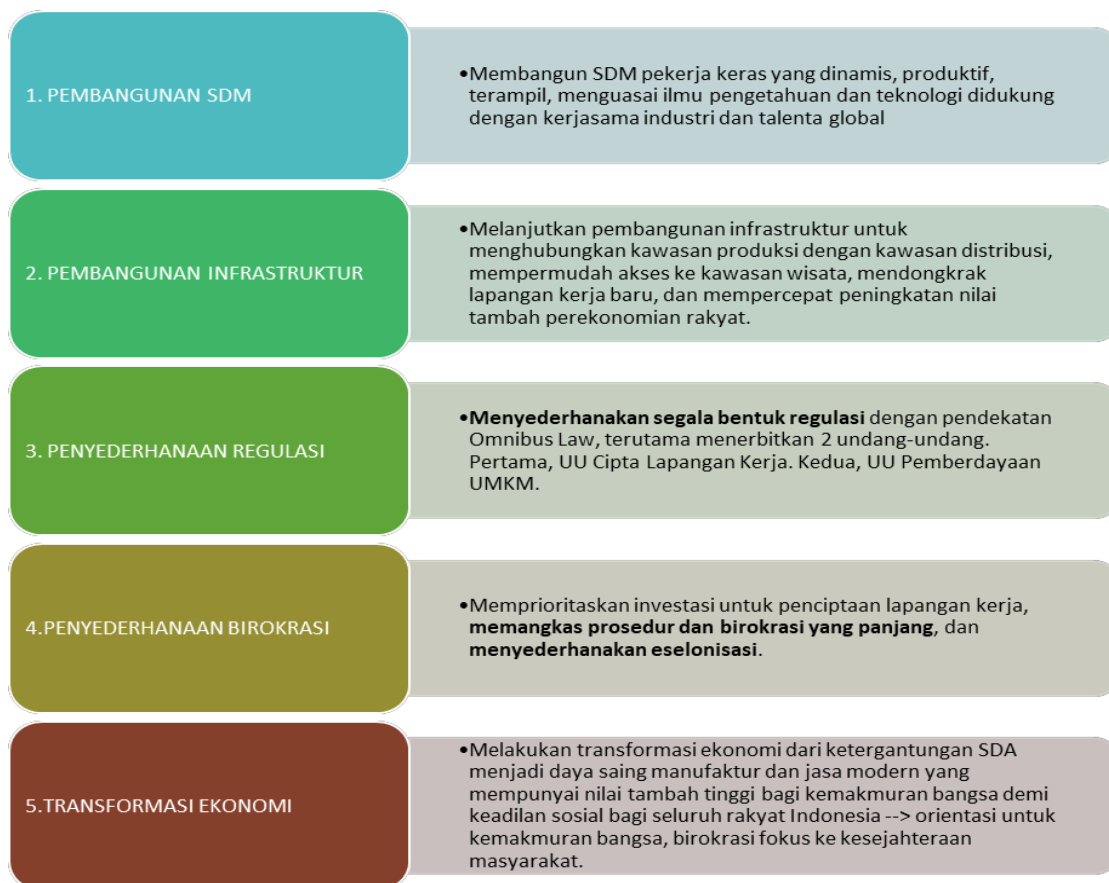 1. PEMBANGUNAN SDM
•Membangun SDM pekerja keras yang dinamis, produktif,
terampil, menguasai ilmu pengetahuan dan teknologi didukung
dengan kerjasama industri dan talenta global
2. PEMBANGUNAN INFRASTRUKTUR
•Melanjutkan pembangunan infrastruktur untuk
menghubungkan kawasan produksi dengan kawasan distribusi,
mempermudah akses ke kawasan wisata, mendongkrak
lapangan kerja baru, dan mempercepat peningkatan nilai
tambah perekonomian rakyat.
3. PENYEDERHANAAN REGULASI
•Menyederhanakan segala bentuk regulasi dengan pendekatan
Omnibus Law, terutama menerbitkan 2 undang-undang.
Pertama, UU Cipta Lapangan Kerja. Kedua, UU Pemberdayaan
UMKM.
4.PENYEDERHANAAN BIROKRASI
•Memprioritaskan investasi untuk penciptaan lapangan kerja,
memangkas prosedur dan birokrasi yang panjang, dan
menyederhanakan eselonisasi.
5.TRANSFORMASI EKONOMI
•Melakukan transformasi ekonomi dari ketergantungan SDA
menjadi daya saing manufaktur dan jasa modern yang
mempunyai nilai tambah tinggi bagi kemakmuran bangsa demi
keadilan sosial bagi seluruh rakyat Indonesia --> orientasi untuk
kemakmuran bangsa, birokrasi fokus ke kesejahteraan
masyarakat.